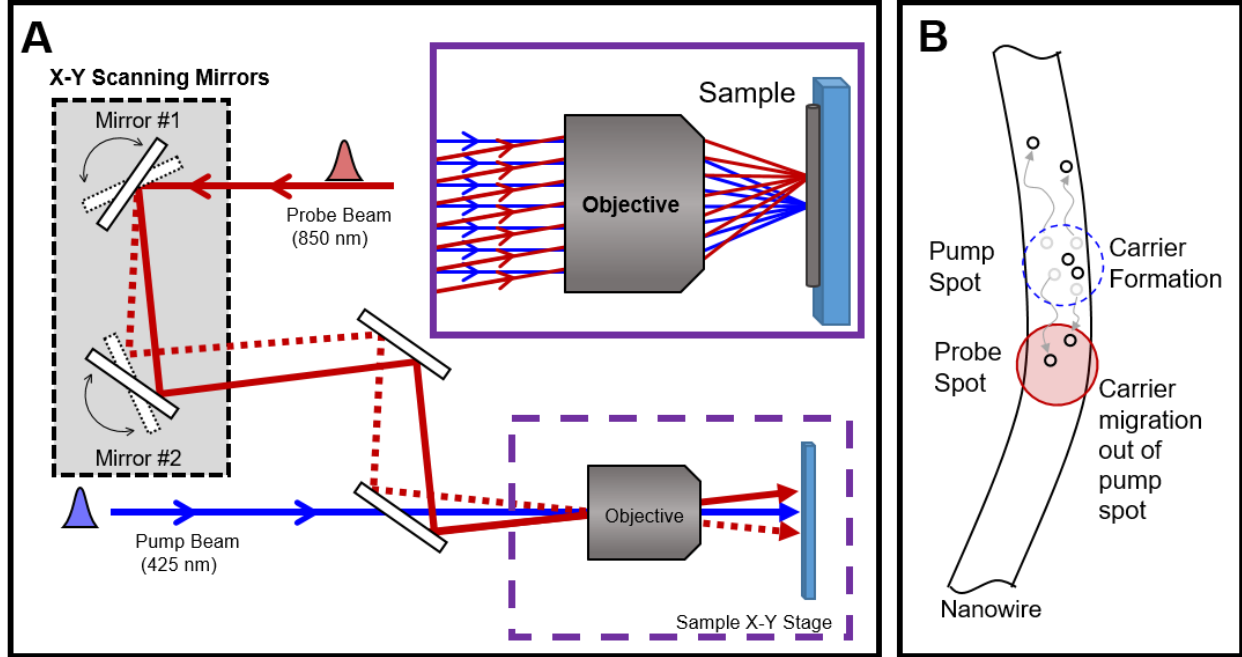 A
X-Y Scanning Mirrors
Mirror #1
Probe Beam
(850 nm)
Mirror #2
Pump Beam
(425 nm)
Sample
Objective
Objective
Sample X-Y Stage
B
Pump
Spot
Carrier
Formation
Probe
Spot
Carrier
migration
out of
pump
spot
Nanowire